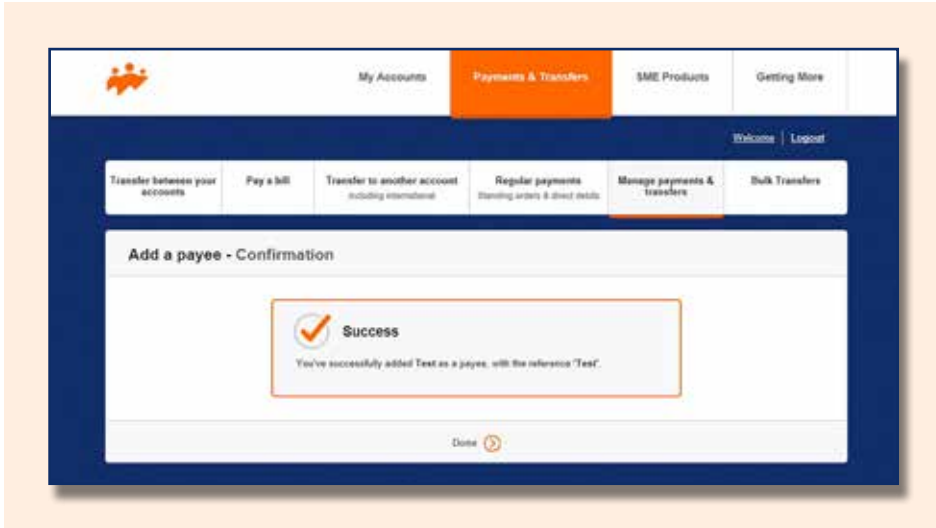 My Accounts
Payments & Transfers
SME Products
Getting More
Welcome | Logout
Transfer between your
accounts
Pay a bill
Transfer to another account
including international
Regular payments
Standing orders & direct debits
Manage payments &
transfers
Bulk Transfers
Add a payee - Confirmation
Success
You've successfully added Test as a payee, with the reference 'Test'.
Done